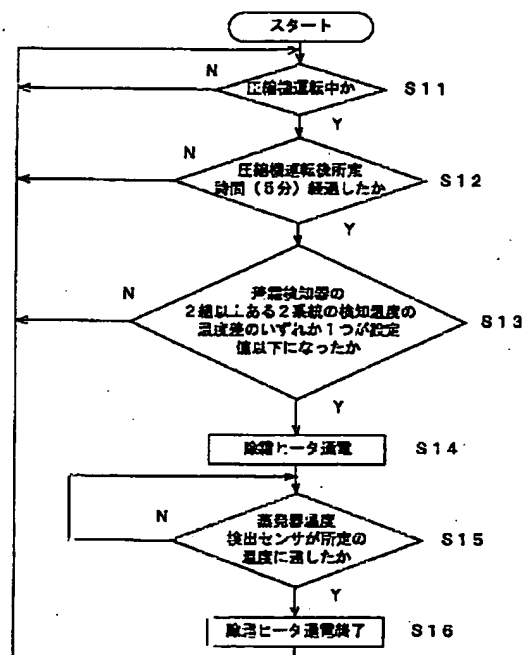 スタート
N
圧縮機運転中か
S11
Y
N
圧縮機運転後所定
時間(5分)経過したか
S12
Y
N
着霜検知器の
2組以上ある2系統の検知温度の
温度差のいずれか1つが設定
値以下になったか
S13
Y
除霜ヒータ通電
S14
N
蒸発器温度
検出センサが所定の
温度に達したか
S15
Y
除霜ヒータ通電終了
S16